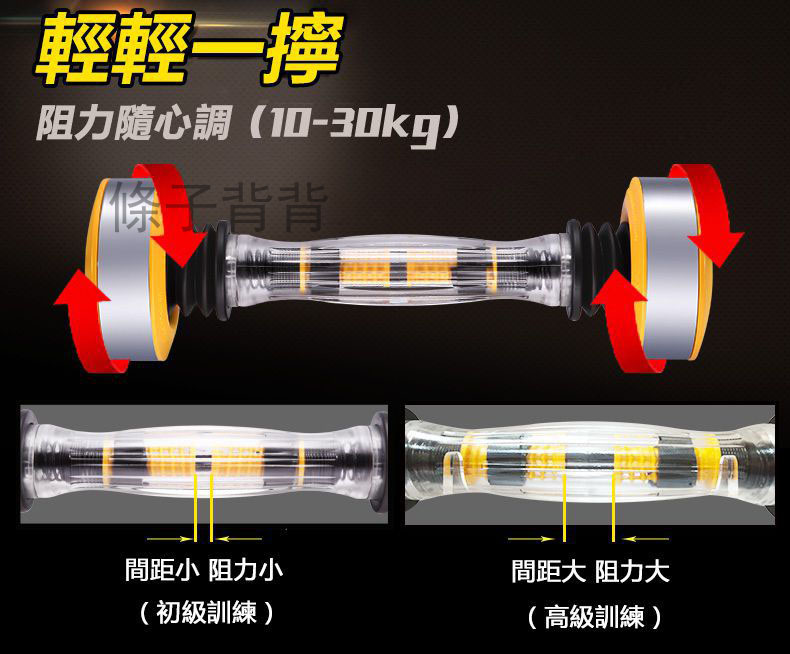 輕輕一擰
阻力隨心調（10-30kg）
條子背背
間距小 阻力小
（初級訓練）
間距大 阻力大
（高級訓練）